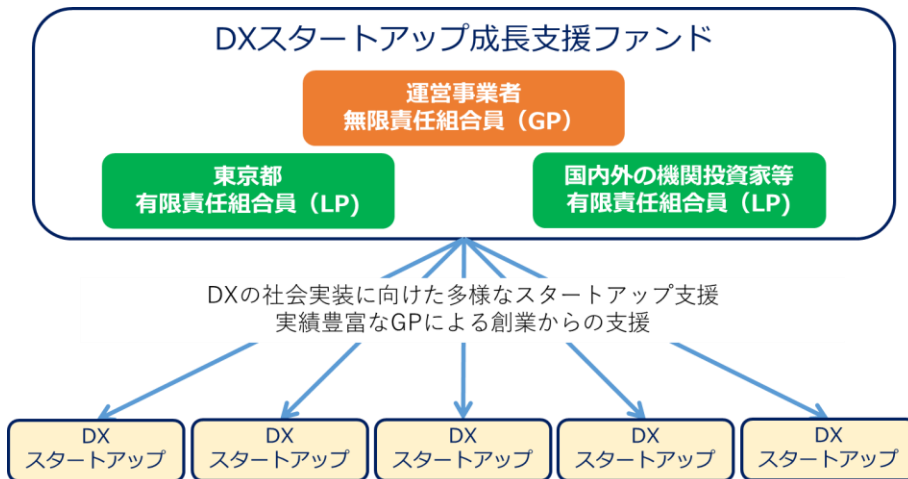 DXスタートアップ成長支援ファンド
運営事業者
無限責任組合員（GP）
東京都
有限責任組合員（LP)
国内外の機関投資家等
有限責任組合員（LP)
DXの社会実装に向けた多様なスタートアップ支援
実績豊富なGPによる創業からの支援
DX
スタートアップ
DX
スタートアップ
DX
スタートアップ
DX
スタートアップ
DX
スタートアップ